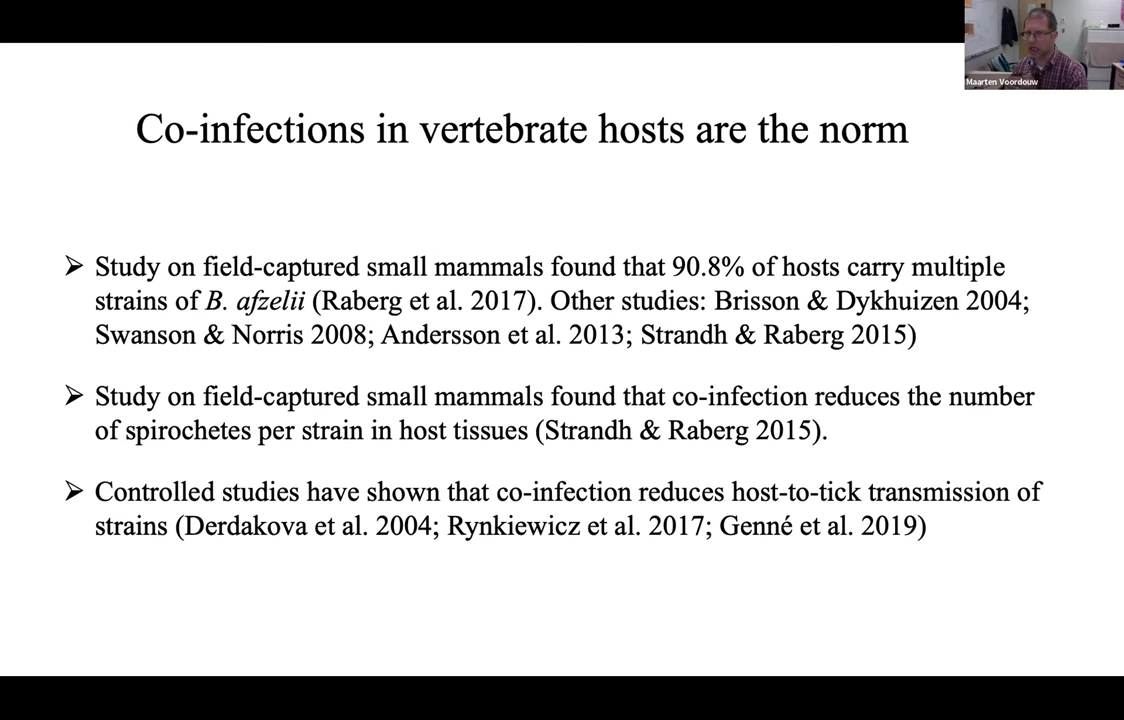 Maarten Voordouw
Co-infections in vertebrate hosts are the norm
➢ Study on field-captured small mammals found that 90.8% of hosts carry multiple
strains of B. afzelii (Raberg et al. 2017). Other studies: Brisson & Dykhuizen 2004;
Swanson & Norris 2008; Andersson et al. 2013; Strandh & Raberg 2015)
➢ Study on field-captured small mammals found that co-infection reduces the number
of spirochetes per strain in host tissues (Strandh & Raberg 2015).
➢ Controlled studies have shown that co-infection reduces host-to-tick transmission of
strains (Derdakova et al. 2004; Rynkiewicz et al. 2017; Genné et al. 2019)